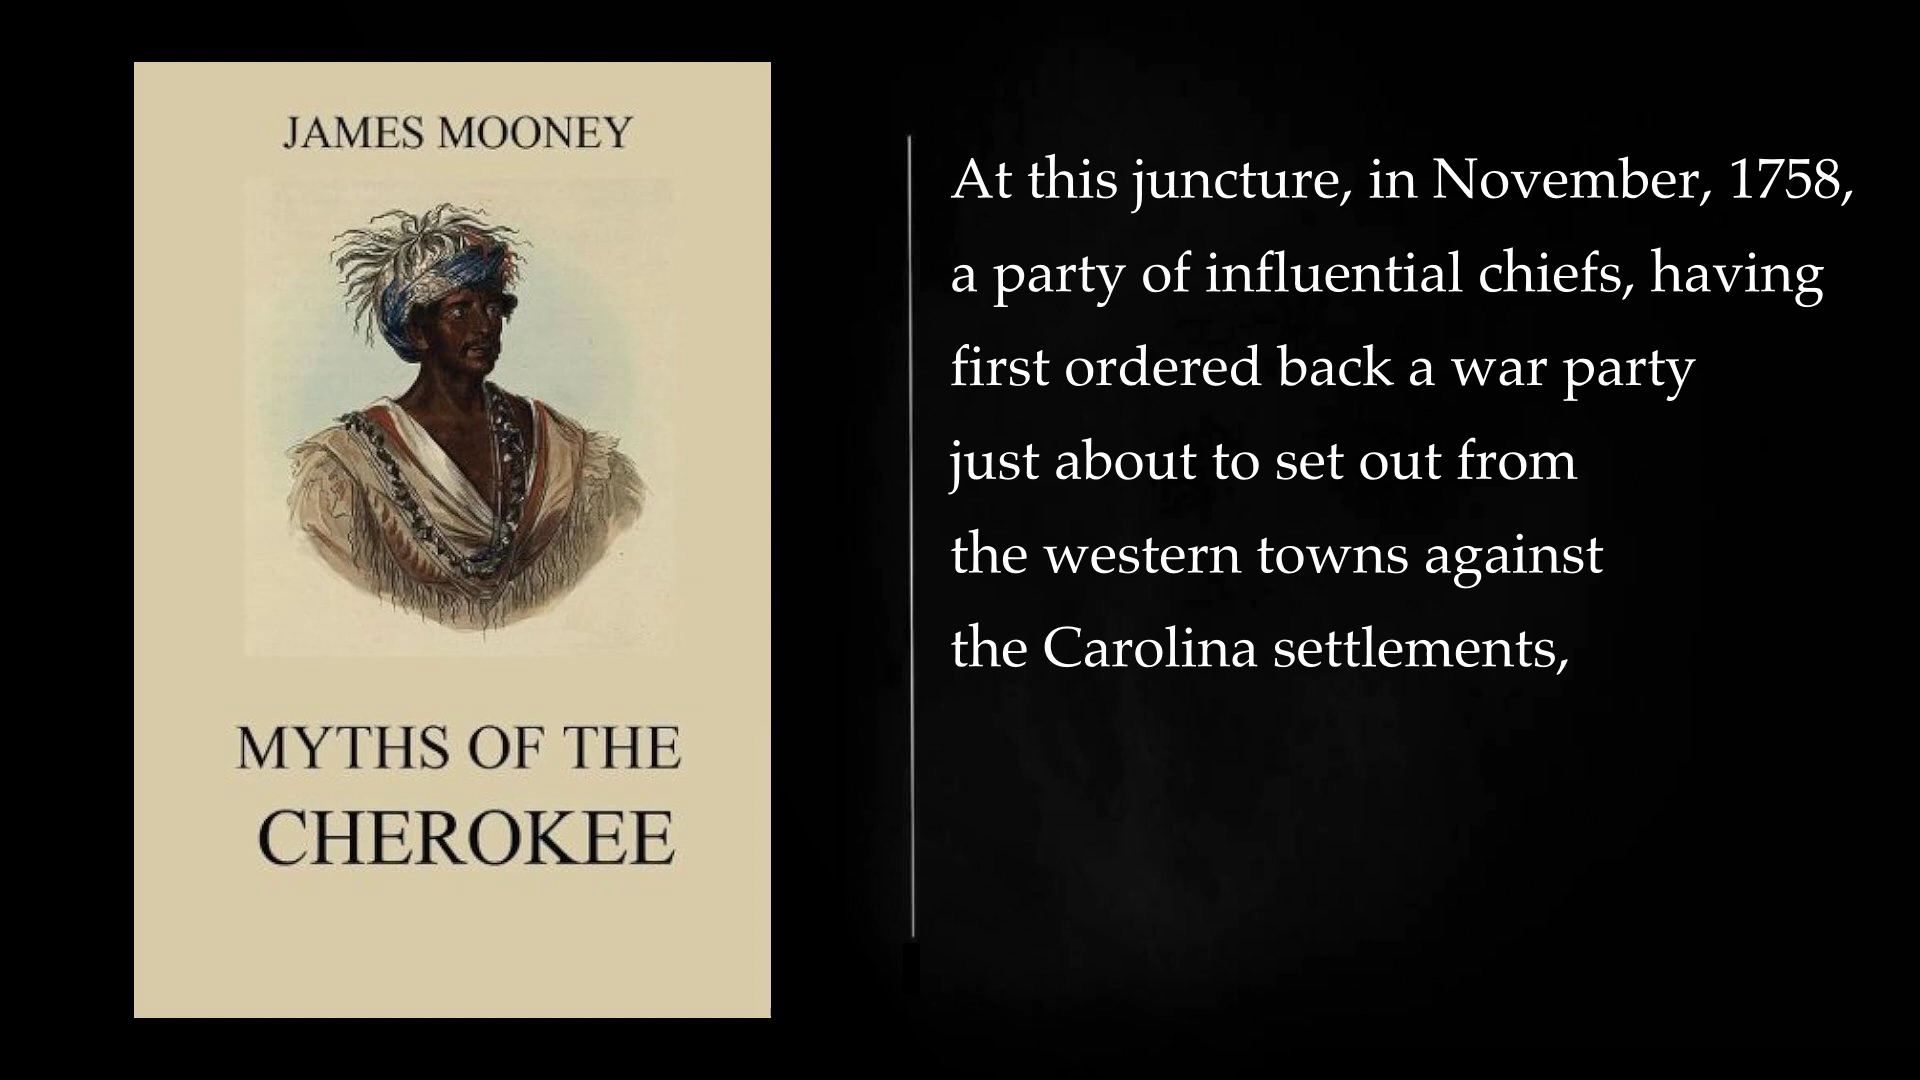 JAMES MOONEY
MYTHS OF THE
CHEROKEE
At this juncture, in November, 1758,
a party of influential chiefs, having
first ordered back a war party
just about to set out from
the western towns against
the Carolina settlements,